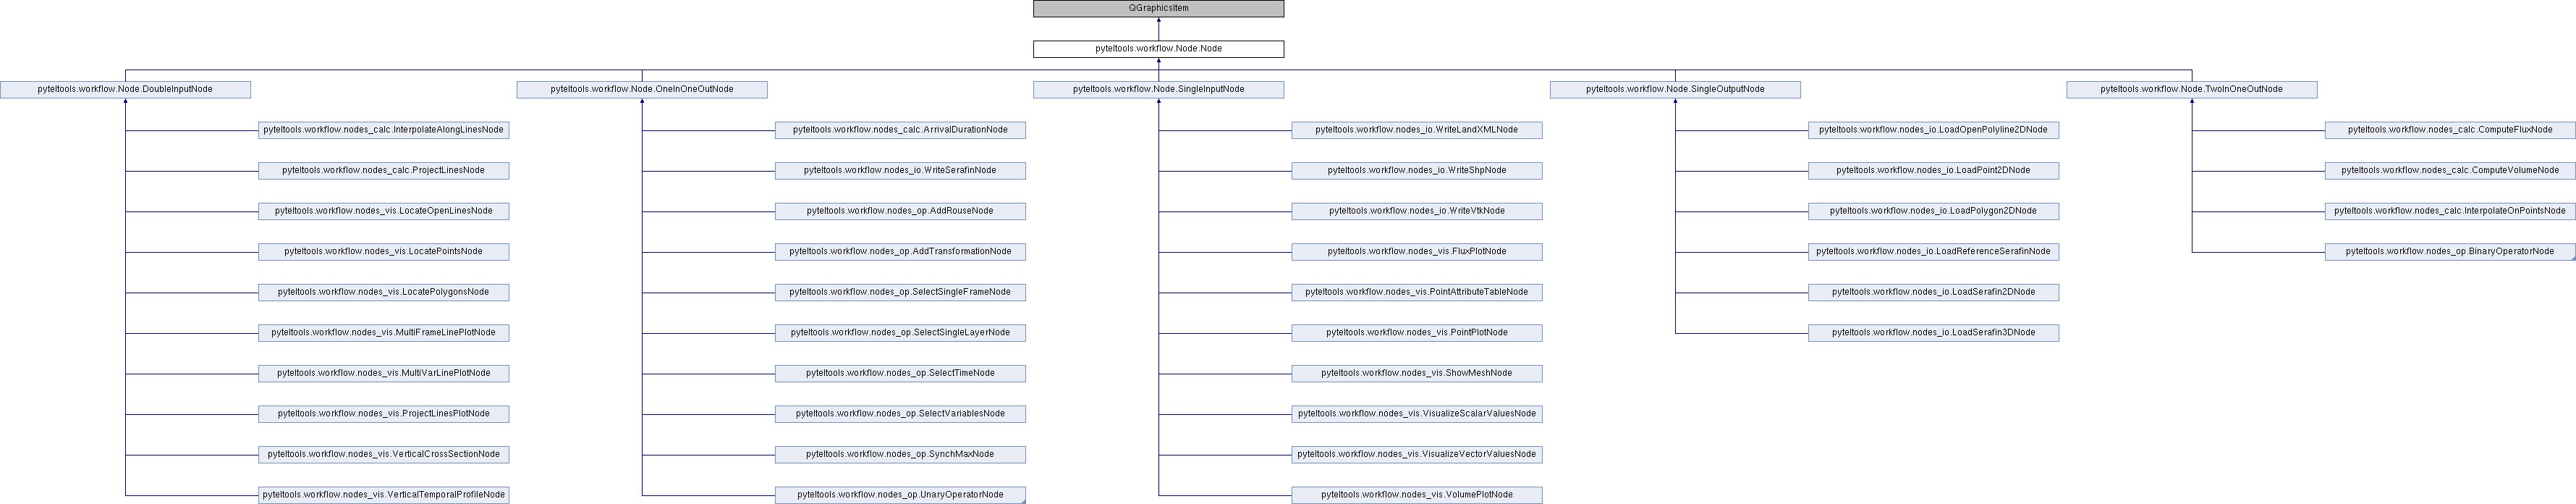 QGraphicsItem
pyteltools.workflow.Node.Node
pyteltools.workflow.Node.DoubleInputNode
pyteltools.workflow.Node.OneInOneOutNode
pyteltools.workflow.Node.SingleInputNode
pyteltools.workflow.Node.SingleOutputNode
pyteltools.workflow.Node.TwoInOneOutNode
pyteltools.workflow.nodes_calc.InterpolateAlongLinesNode
pyteltools.workflow.nodes_calc.ArrivalDurationNode
pyteltools.workflow.nodes_io.WriteLandXMLNode
pyteltools.workflow.nodes_io.LoadOpenPolyline2DNode
pyteltools.workflow.nodes_calc.ComputeFluxNode
pyteltools.workflow.nodes_calc.ProjectLinesNode
pyteltools.workflow.nodes_io.WriteSerafinNode
pyteltools.workflow.nodes_io.WriteShpNode
pyteltools.workflow.nodes_io.LoadPoint2DNode
pyteltools.workflow.nodes_calc.ComputeVolumeNode
pyteltools.workflow.nodes_vis.LocateOpenLinesNode
pyteltools.workflow.nodes_op.AddRouseNode
pyteltools.workflow.nodes_io.WriteVtkNode
pyteltools.workflow.nodes_io.LoadPolygon2DNode
pyteltools.workflow.nodes_calc.InterpolateOnPointsNode
pyteltools.workflow.nodes_vis.LocatePointsNode
pyteltools.workflow.nodes_op.AddTransformationNode
pyteltools.workflow.nodes_vis.FluxPlotNode
pyteltools.workflow.nodes_io.LoadReferenceSerafinNode
pyteltools.workflow.nodes_op.BinaryOperatorNode
pyteltools.workflow.nodes_vis.LocatePolygonsNode
pyteltools.workflow.nodes_op.SelectSingleFrameNode
pyteltools.workflow.nodes_vis.PointAttributeTableNode
pyteltools.workflow.nodes_io.LoadSerafin2DNode
pyteltools.workflow.nodes_vis.MultiFrameLinePlotNode
pyteltools.workflow.nodes_op.SelectSingleLayerNode
pyteltools.workflow.nodes_vis.PointPlotNode
pyteltools.workflow.nodes_io.LoadSerafin3DNode
pyteltools.workflow.nodes_vis.MultiVarLinePlotNode
pyteltools.workflow.nodes_op.SelectTimeNode
pyteltools.workflow.nodes_vis.ShowMeshNode
pyteltools.workflow.nodes_vis.ProjectLinesPlotNode
pyteltools.workflow.nodes_op.SelectVariablesNode
pyteltools.workflow.nodes_vis.VisualizeScalarValuesNode
pyteltools.workflow.nodes_vis.VerticalCrossSectionNode
pyteltools.workflow.nodes_op.SynchMaxNode
pyteltools.workflow.nodes_vis.VisualizeVectorValuesNode
pyteltools.workflow.nodes_vis.VerticalTemporalProfileNode
pyteltools.workflow.nodes_op.UnaryOperatorNode
pyteltools.workflow.nodes_vis.VolumePlotNode